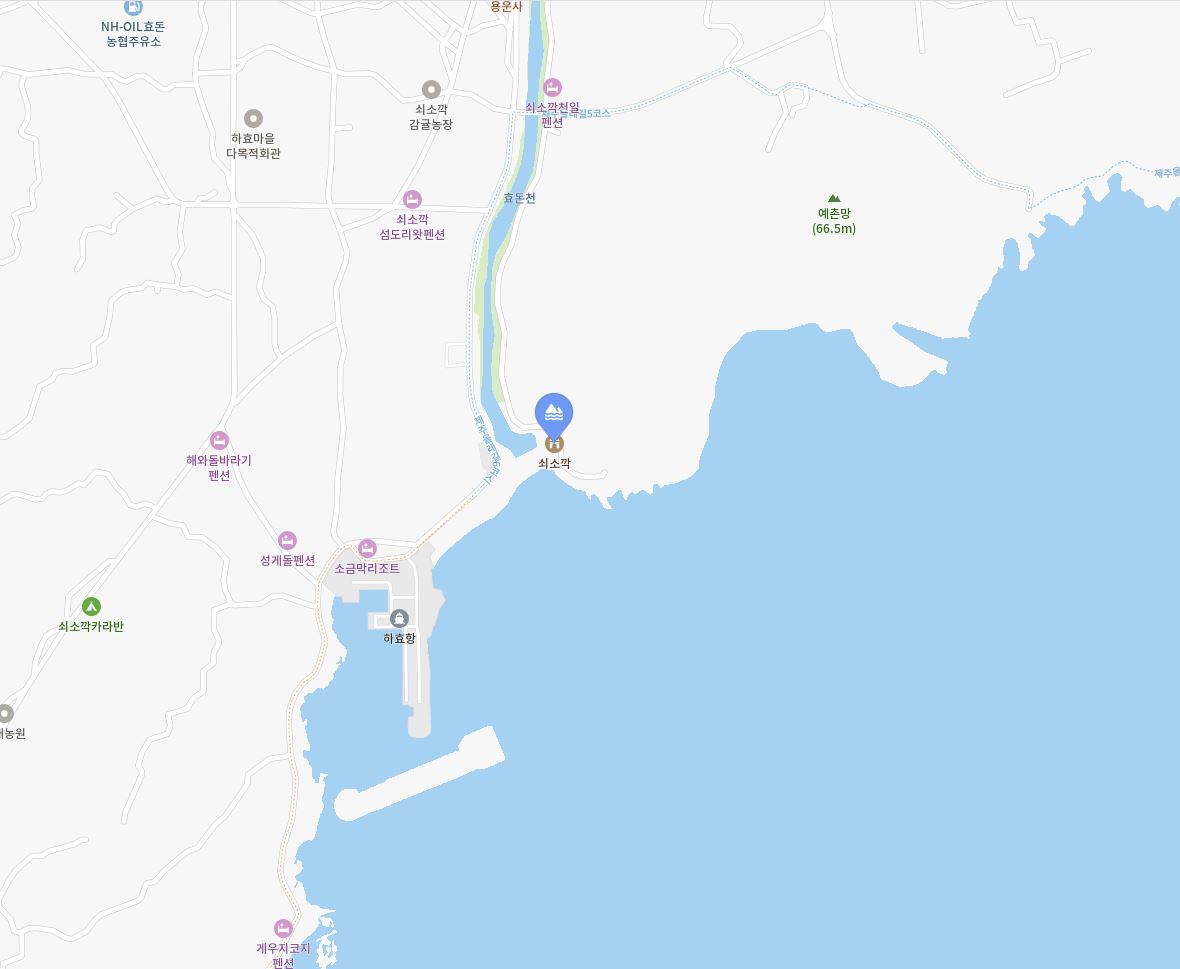 용운사
NH-OIL효돈
농협주유소
쇠소깍
감귤농장
쇠소깍천일
펜션
하효마을
다목적회관
효돈천
쇠소깍
섬도리왓펜션
예촌망
(66.5m)
쇠소깍
해와돌바라기
펜션
성게돌펜션
소금막리조트
쇠소깍카라반
하효항
농원
게우지코지
펜션